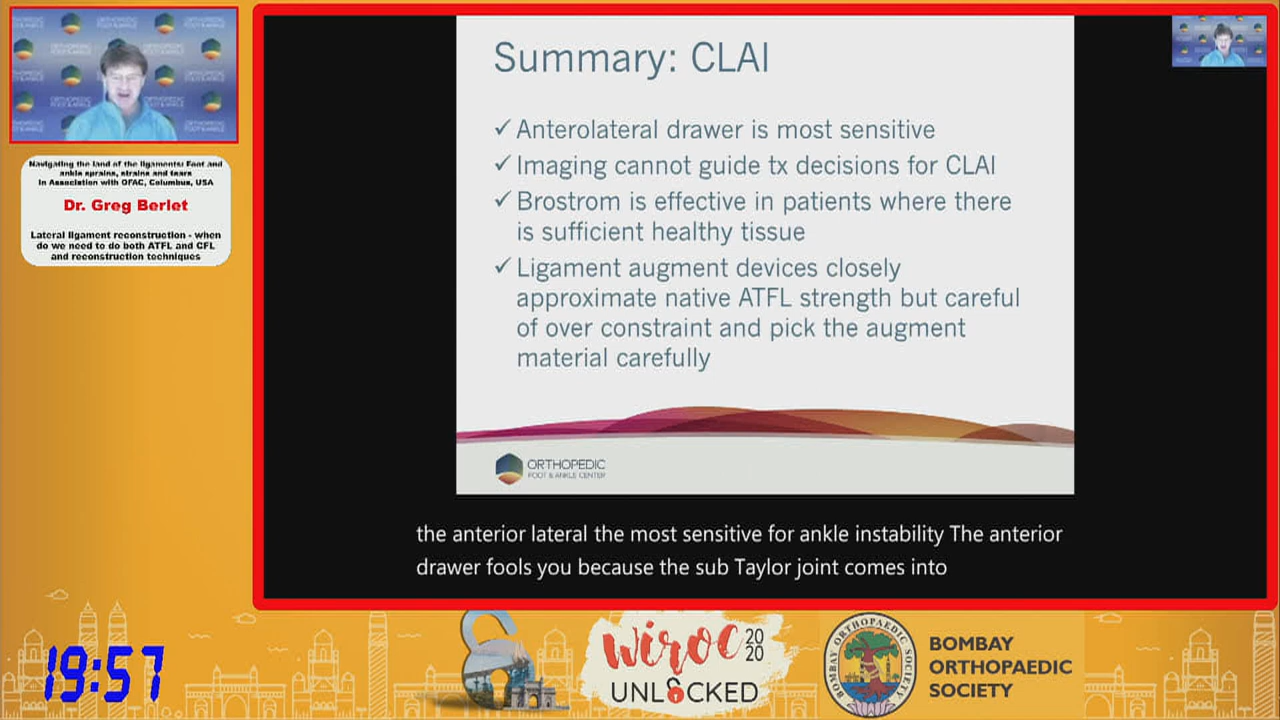 Navigating the land of the ligaments: Foot and
ankle sprains, strains and tears
In Association with OFAC, Columbus, USA
Dr. Greg Berlet
Lateral ligament reconstruction - when
do we need to do both ATFL and CFL
and reconstruction techniques
Summary: CLAI
✓ Anterolateral drawer is most sensitive
✓ Imaging cannot guide tx decisions for CLAI
✓ Brostrom is effective in patients where there
is sufficient healthy tissue
✓ Ligament augment devices closely
approximate native ATFL strength but careful
of over constraint and pick the augment
material carefully
ORTHOPEDIC
FOOT & ANKLE CENTER
the anterior lateral the most sensitive for ankle instability The anterior
drawer fools you because the sub Taylor joint comes into
19:57
WIROC 2020
UNLOCKED
BOMBAY ORTHOPAEDIC SOCIETY
BOMBAY
ORTHOPAEDIC
SOCIETY